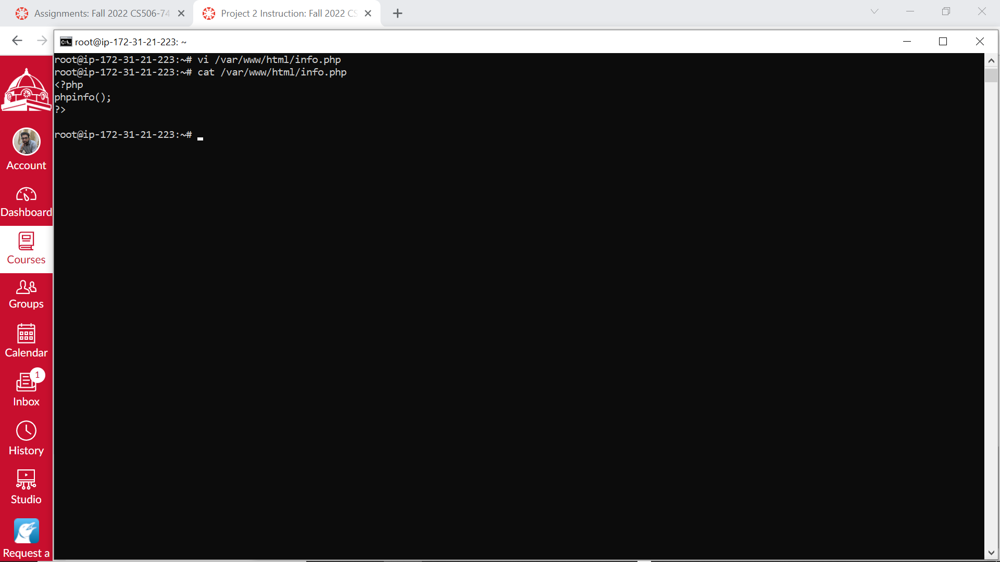 Assignments: Fall 2022 CS506-74
Project 2 Instruction: Fall 2022 CS
root@ip-172-31-21-223: ~
root@ip-172-31-21-223:~# vi /var/www/html/info.php
root@ip-172-31-21-223:~# cat /var/www/html/info.php
<?php
phpinfo();
?>
root@ip-172-31-21-223:~#
Account
Dashboard
Courses
Groups
Calendar
1
Inbox
History
Studio
Request a